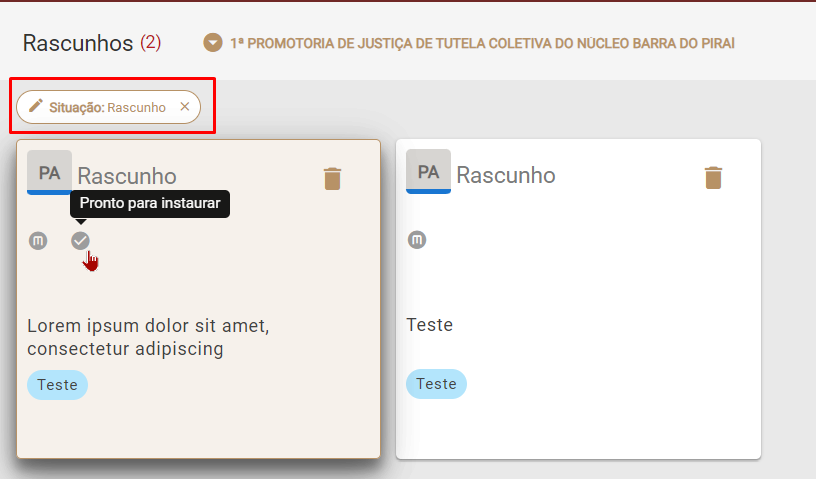 Rascunhos (2)
1ª PROMOTORIA DE JUSTIÇA DE TUTELA COLETIVA DO NÚCLEO BARRA DO PIRAÍ
Situação: Rascunho ×
PA Rascunho
Pronto para instaurar
m
Lorem ipsum dolor sit amet,
consectetur adipiscing
Teste
PA Rascunho
m
Teste
Teste